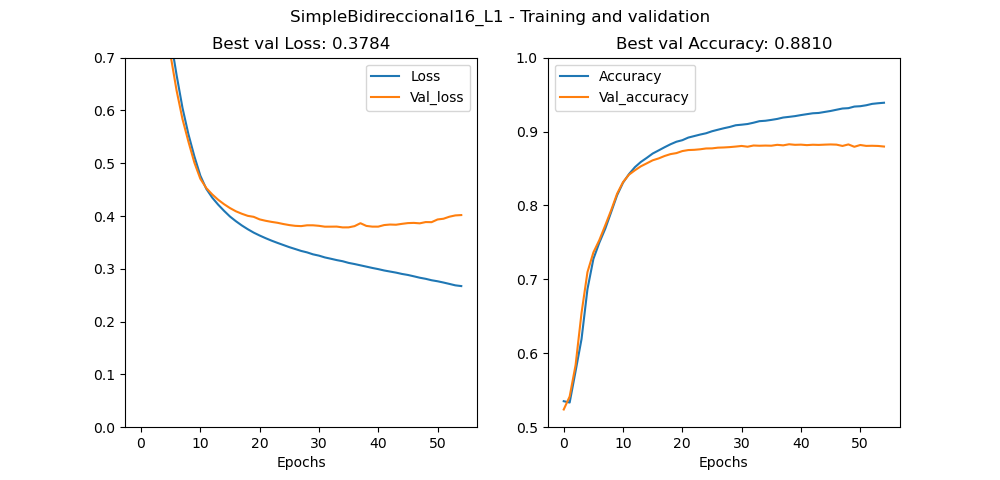 SimpleBidireccional16_L1 - Training and validation
Best val Loss: 0.3784
Loss
Val_loss
0.7
0.6
0.5
0.4
0.3
0.2
0.1
0.0
0 10 20 30 40 50
Epochs
Best val Accuracy: 0.8810
Accuracy
Val_accuracy
1.0
0.9
0.8
0.7
0.6
0.5
0 10 20 30 40 50
Epochs